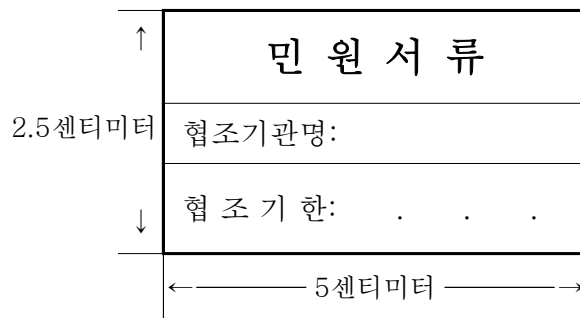 민 원 서 류
2.5센티미터
협조기관명:
협 조 기 한: . . .
5센티미터